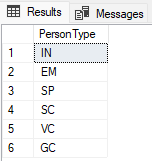 Results Messages
PersonType
1 IN
2 EM
3 SP
4 SC
5 VC
6 GC